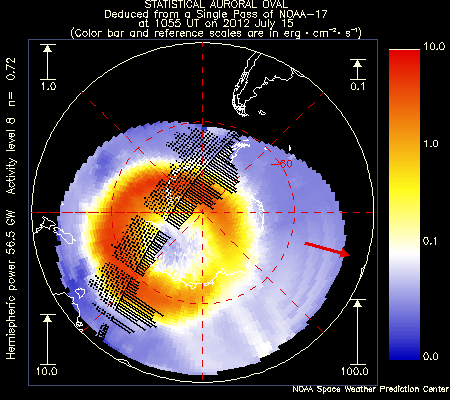 STATISTICAL AURORAL OVAL
Deduced from a Single Pass of NOAA-17
at 1055 UT on 2012 July 15
(Color bar and reference scales are in erg·cm⁻²·s⁻¹)
1.0
0.1
10.0
100.0
-60
Hemispheric power 56.5 GW Activity level 8 n= 0.72
10.0
1.0
0.1
0.0
NOAA Space Weather Prediction Center